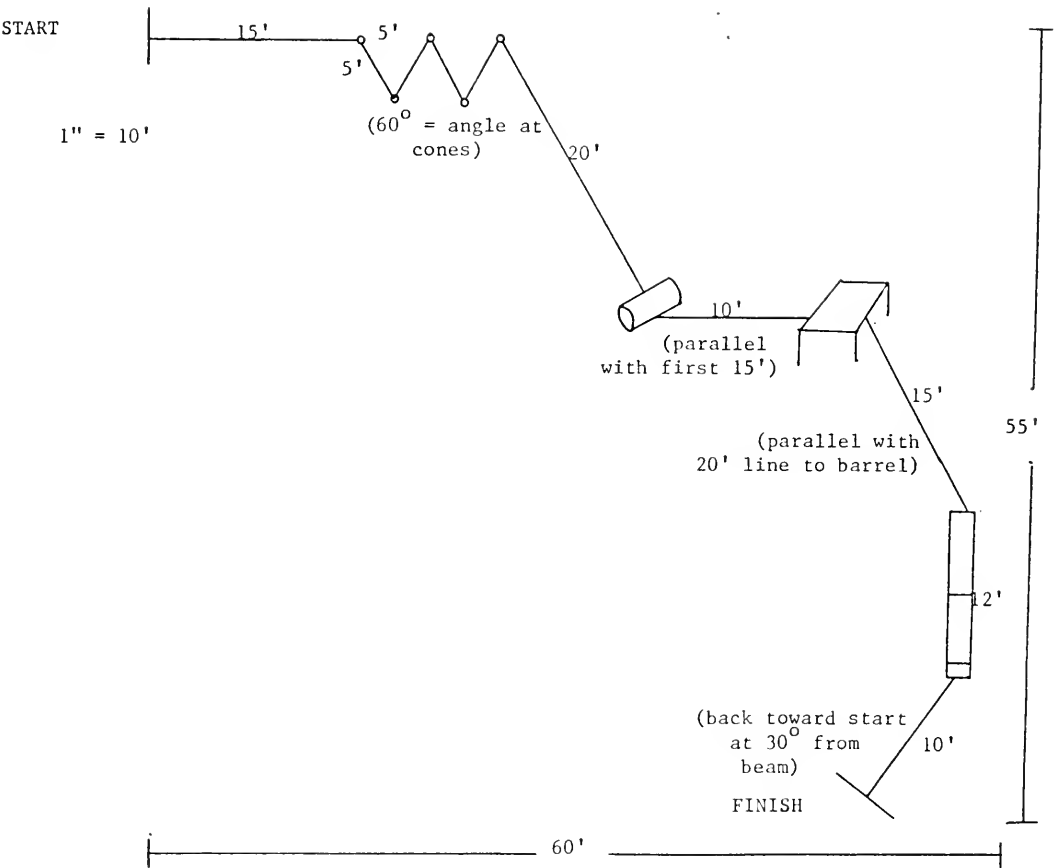 START
15'
5'
5'
1" = 10'
(60° = angle at
cones)
20'
10'
(parallel
with first 15')
15'
55'
(parallel with
20' line to barrel)
12'
(back toward start
at 30° from
beam)
10'
FINISH
60'